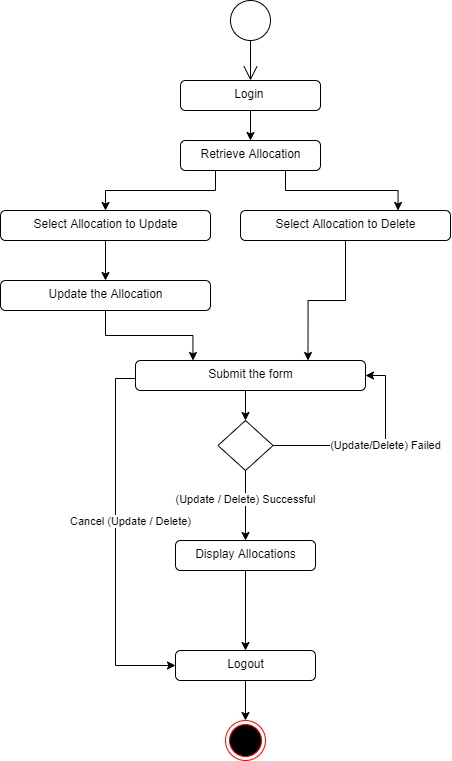 Login
Retrieve Allocation
Select Allocation to Update
Select Allocation to Delete
Update the Allocation
Submit the form
(Update/Delete) Failed
(Update / Delete) Successful
Cancel (Update / Delete)
Display Allocations
Logout